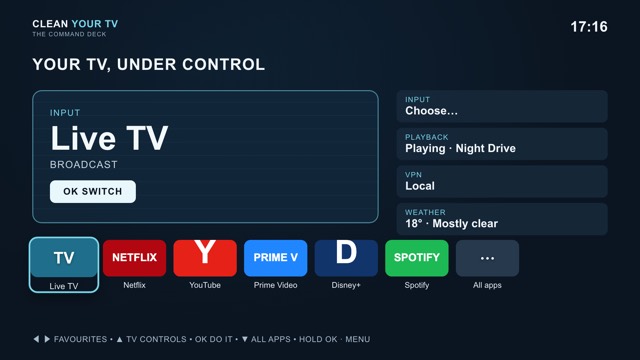 CLEAN YOUR TV
THE COMMAND DECK
17:16
YOUR TV, UNDER CONTROL
INPUT
Live TV
BROADCAST
OK SWITCH
INPUT
Choose...
PLAYBACK
Playing · Night Drive
VPN
Local
WEATHER
18° · Mostly clear
TV
NETFLIX
Y
PRIME V
D
SPOTIFY
...
Live TV
Netflix
YouTube
Prime Video
Disney+
Spotify
All apps
◀ ▶ FAVOURITES • ▲ TV CONTROLS • OK DO IT • ▼ ALL APPS • HOLD OK · MENU